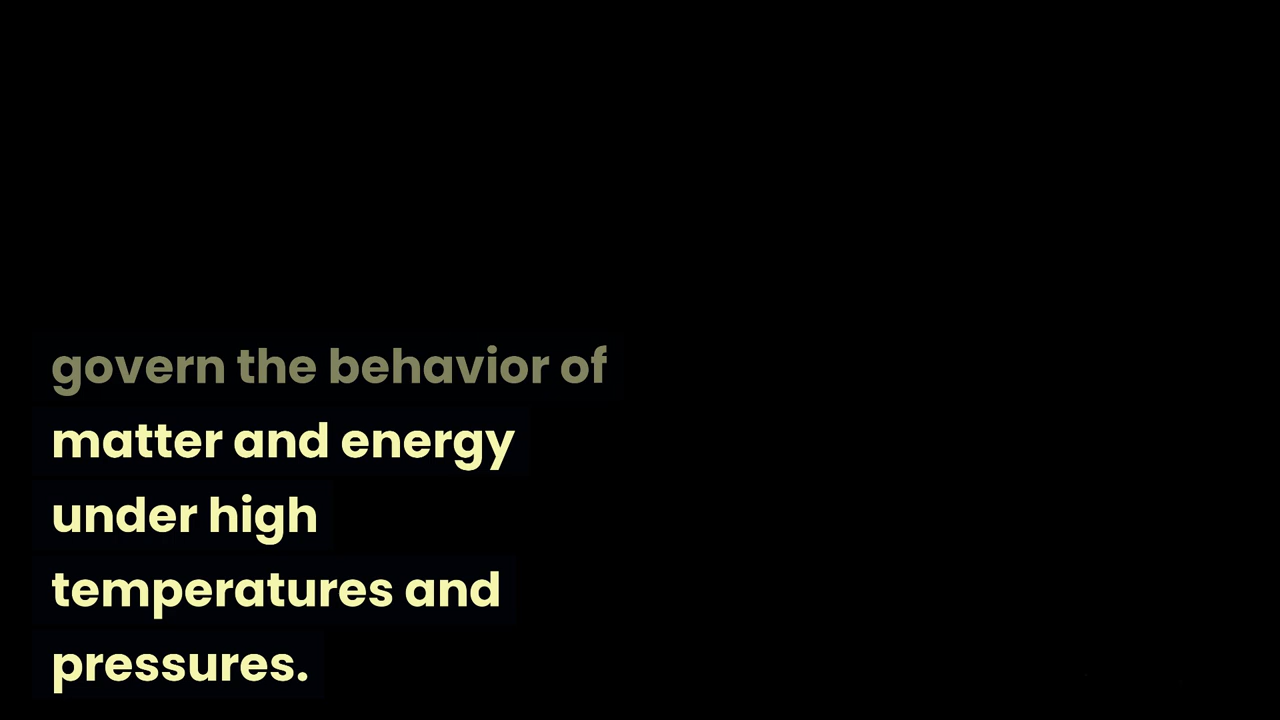 govern the behavior of
matter and energy
under high
temperatures and
pressures.